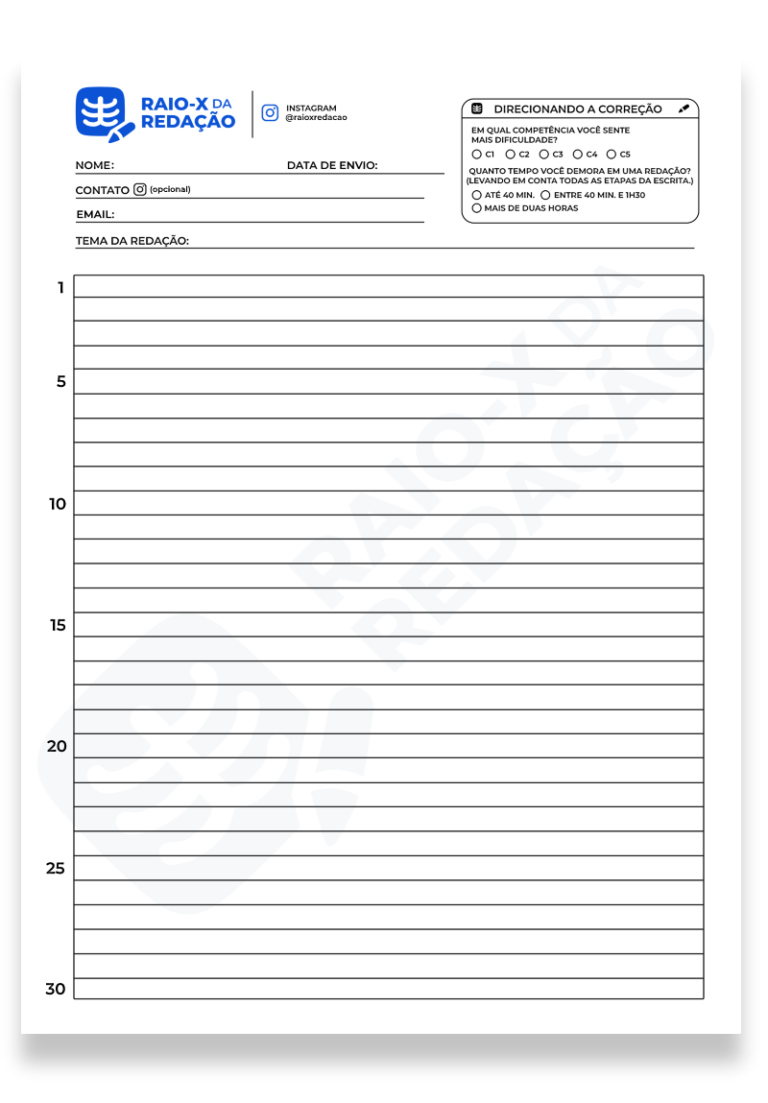 RAIO-X DA
REDAÇÃO
INSTAGRAM
@raioxredacao
DIRECIONANDO A CORREÇÃO
EM QUAL COMPETÊNCIA VOCÊ SENTE
MAIS DIFICULDADE?
C1 C2 C3 C4 C5
QUANTO TEMPO VOCÊ DEMORA EM UMA REDAÇÃO?
(LEVANDO EM CONTA TODAS AS ETAPAS DA ESCRITA.)
ATÉ 40 MIN. ENTRE 40 MIN. E 1H30
MAIS DE DUAS HORAS
NOME: DATA DE ENVIO:
CONTATO (opcional)
EMAIL:
TEMA DA REDAÇÃO:
1
5
10
15
20
25
30
RAIO-X DA
REDAÇÃO